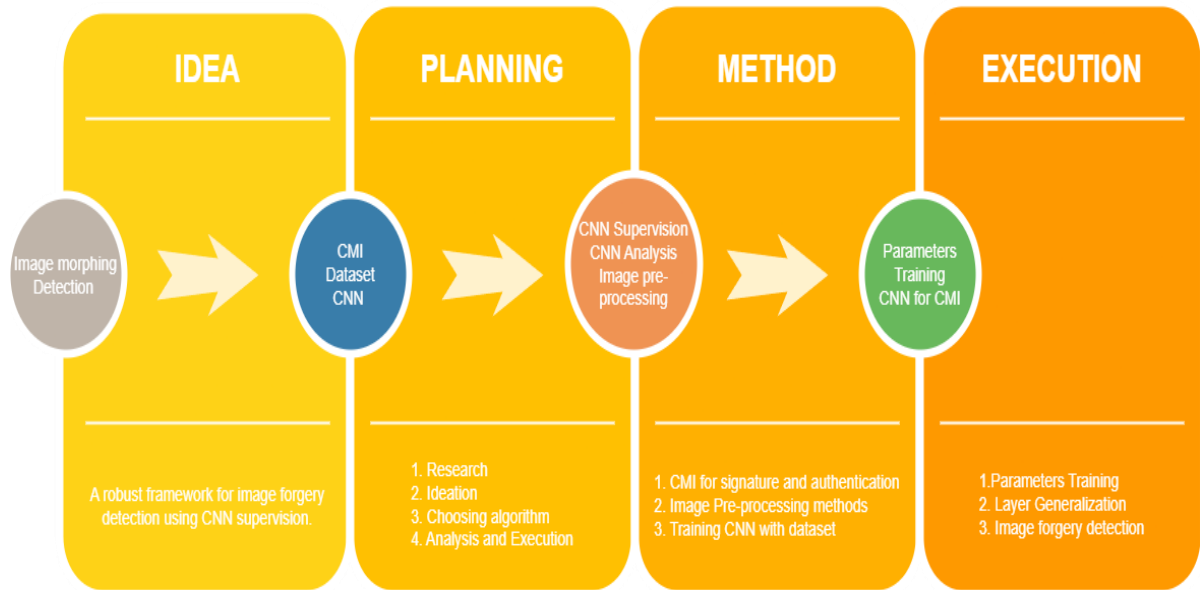 IDEA
PLANNING
METHOD
EXECUTION
Image morphing
Detection
CMI
Dataset
CNN
CNN Supervision
CNN Analysis
Image pre-
processing
Parameters
Training
CNN for CMI
A robust framework for image forgery
detection using CNN supervision.
1. Research
2. Ideation
3. Choosing algorithm
4. Analysis and Execution
1. CMI for signature and authentication
2. Image Pre-processing methods
3. Training CNN with dataset
1.Parameters Training
2. Layer Generalization
3. Image forgery detection